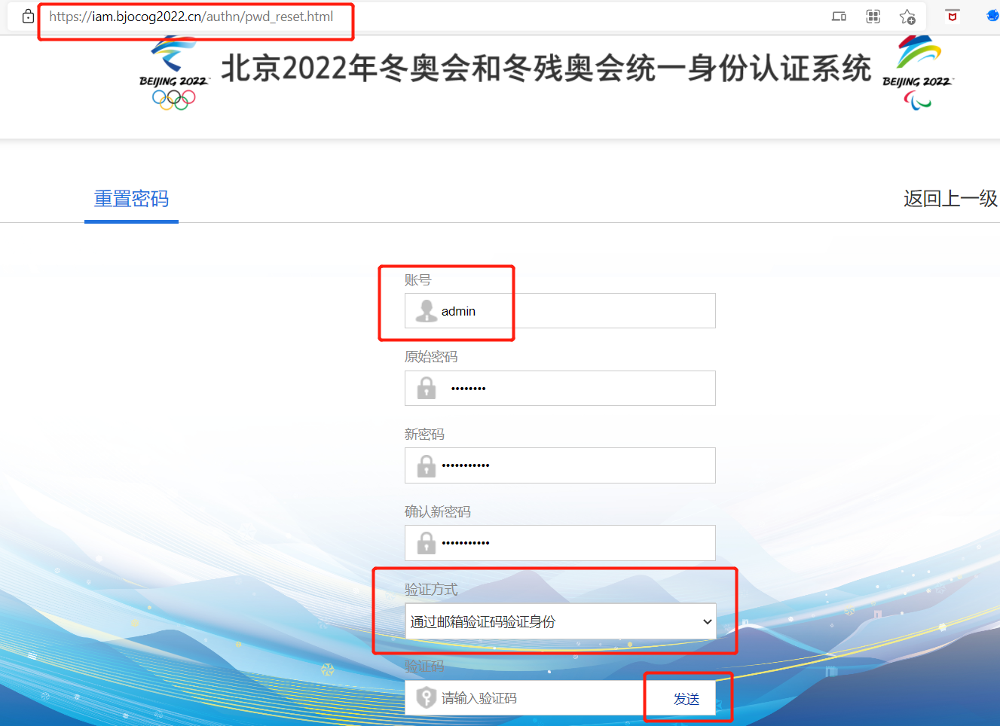 https://iam.bjocog2022.cn/authn/pwd_reset.html
BEIJING 2022
北京2022年冬奥会和冬残奥会统一身份认证系统
BEIJING 2022
重置密码
返回上一级
账号
admin
原始密码
••••••••
新密码
•••••••••••
确认新密码
•••••••••••
验证方式
通过邮箱验证码验证身份
验证码
请输入验证码
发送